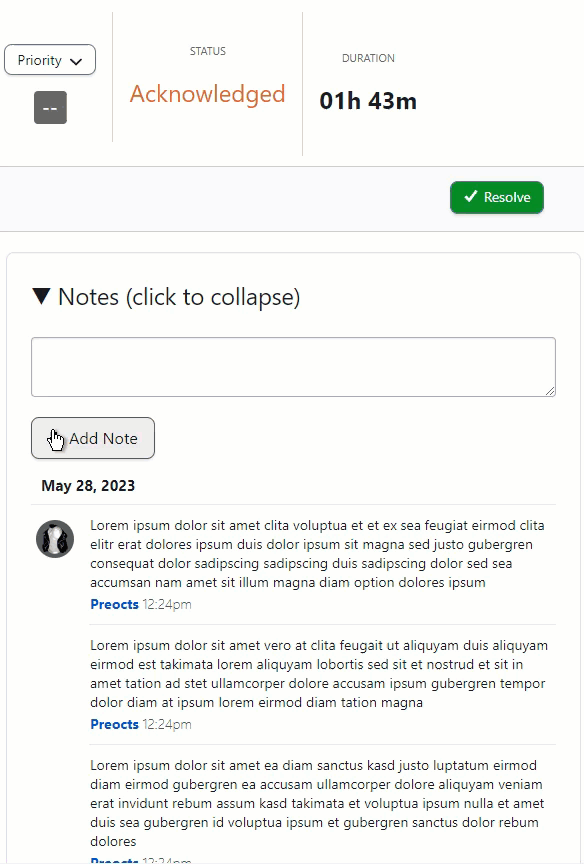 Priority
--
STATUS
Acknowledged
DURATION
01h 43m
Resolve
▼ Notes (click to collapse)
Add Note
May 28, 2023
Lorem ipsum dolor sit amet clita voluptua et et ex sea feugiat eirmod clita
elitr erat dolores ipsum duis dolor ipsum sit magna sed justo gubergren
consequat dolor sadipscing sadipscing duis sadipscing dolor sed sea
accumsan nam amet sit illum magna diam option dolores ipsum
Preocts 12:24pm
Lorem ipsum dolor sit amet vero at clita feugait ut aliquyam duis aliquyam
eirmod est takimata lorem aliquyam lobortis sed sit et nostrud et sit in
amet tation ad stet ullamcorper dolore accusam ipsum gubergren tempor
dolor diam at ipsum lorem eirmod diam tation magna
Preocts 12:24pm
Lorem ipsum dolor sit amet ea diam sanctus kasd justo luptatum eirmod
diam eirmod gubergren ea accusam ullamcorper dolore aliquyam veniam
erat invidunt rebum assum kasd takimata et voluptua ipsum nulla et amet
duis sea gubergren id voluptua ipsum et gubergren sanctus dolor rebum
dolores
Preocts 12:24pm